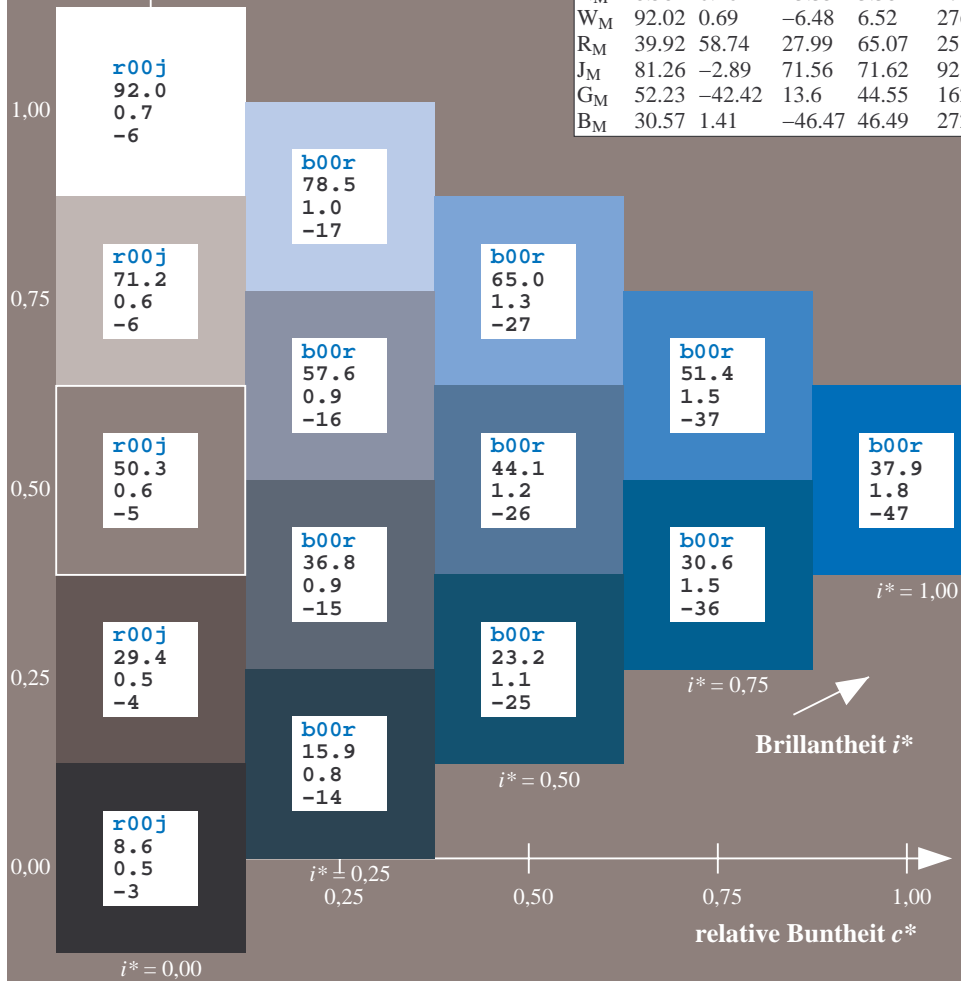 W_M 92.02 0.69 −6.48 6.52
R_M 39.92 58.74 27.99 65.07
J_M 81.26 −2.89 71.56 71.62
G_M 52.23 −42.42 13.6 44.55
B_M 30.57 1.41 −46.47 46.49
1,00
r00j
92.0
0.7
−6
b00r
78.5
1.0
−17
0,75
r00j
71.2
0.6
−6
b00r
65.0
1.3
−27
b00r
57.6
0.9
−16
b00r
51.4
1.5
−37
0,50
r00j
50.3
0.6
−5
b00r
44.1
1.2
−26
b00r
37.9
1.8
−47
i* = 1,00
b00r
36.8
0.9
−15
b00r
30.6
1.5
−36
i* = 0,75
0,25
r00j
29.4
0.5
−4
b00r
23.2
1.1
−25
i* = 0,50
Brillantheit i*
b00r
15.9
0.8
−14
i* = 0,25
0,00
r00j
8.6
0.5
−3
i* = 0,00
0,25 0,50 0,75 1,00
relative Buntheit c*